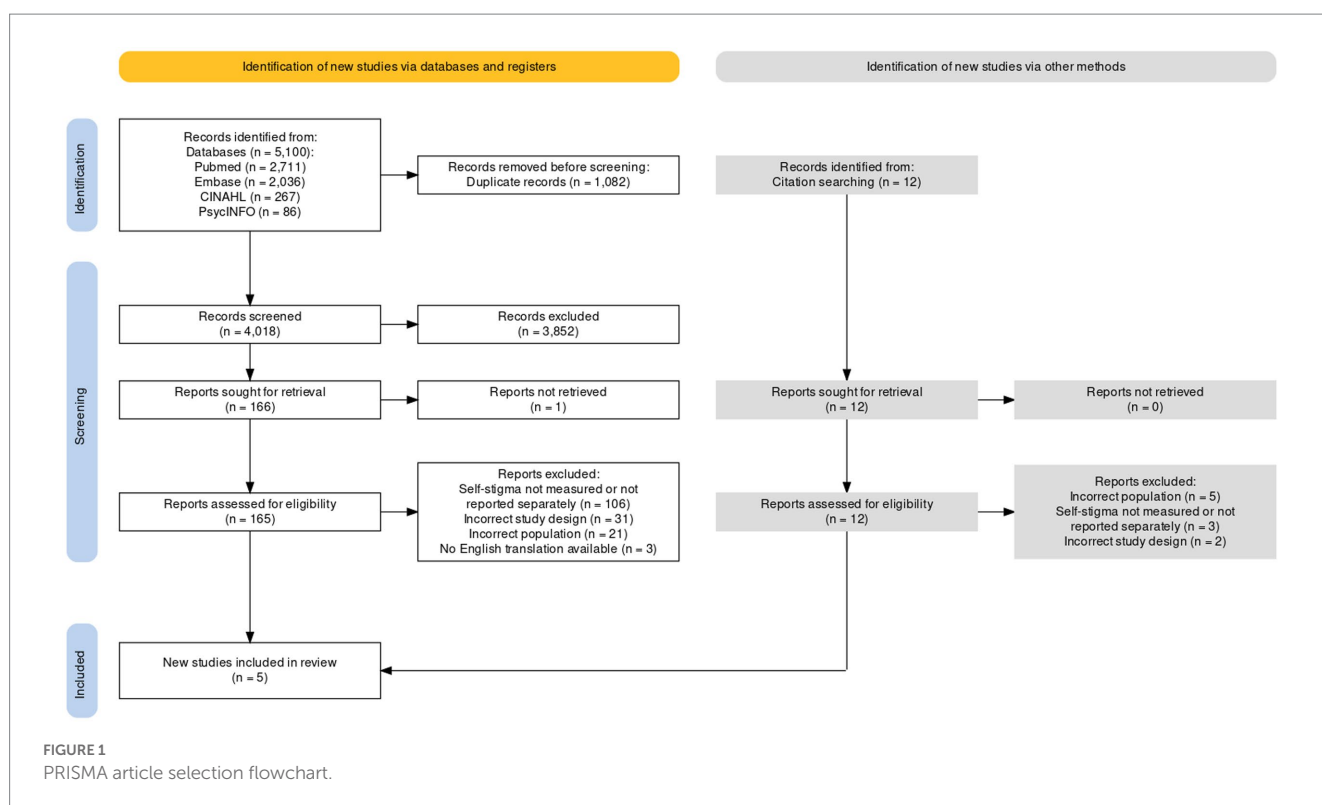 Identification of new studies via databases and registers
Identification of new studies via other methods
Identification
Records identified from:
Databases (n = 5,100):
Pubmed (n = 2,711)
Embase (n = 2,036)
CINAHL (n = 267)
PsycINFO (n = 86)
Records removed before screening:
Duplicate records (n = 1,082)
Records identified from:
Citation searching (n = 12)
Screening
Records screened
(n = 4,018)
Records excluded
(n = 3,852)
Reports sought for retrieval
(n = 166)
Reports not retrieved
(n = 1)
Reports sought for retrieval
(n = 12)
Reports not retrieved
(n = 0)
Reports assessed for eligibility
(n = 165)
Reports excluded:
Self-stigma not measured or not
reported separately (n = 106)
Incorrect study design (n = 31)
Incorrect population (n = 21)
No English translation available (n = 3)
Reports assessed for eligibility
(n = 12)
Reports excluded:
Incorrect population (n = 5)
Self-stigma not measured or not
reported separately (n = 3)
Incorrect study design (n = 2)
Included
New studies included in review
(n = 5)
FIGURE 1
PRISMA article selection flowchart.